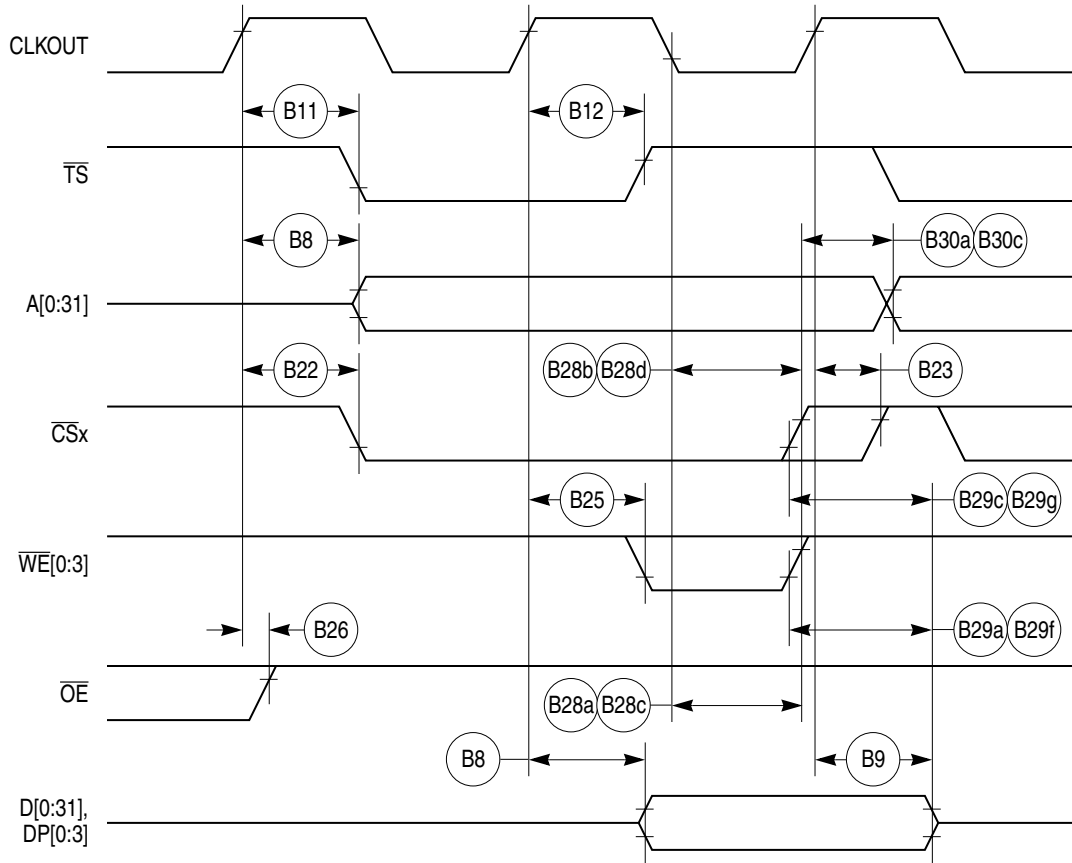 CLKOUT
B11
B12
TS
B8
B30a B30c
A[0:31]
B22
B28b B28d
B23
CSx
B25
B29c B29g
WE[0:3]
B26
B29a B29f
OE
B28a B28c
B8
B9
D[0:31],
DP[0:3]